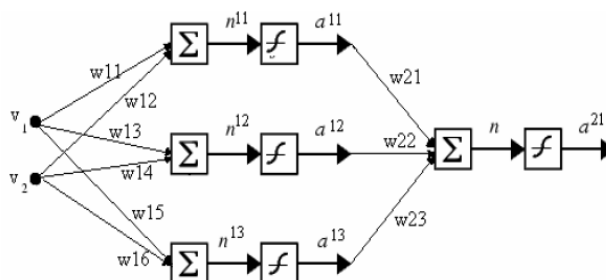 n11 a11
Σ
w11
w12
w21
v1
w13
n12 a12
w22
n
a21
Σ
Σ
w14
v2
w15
w23
w16
n13 a13
Σ